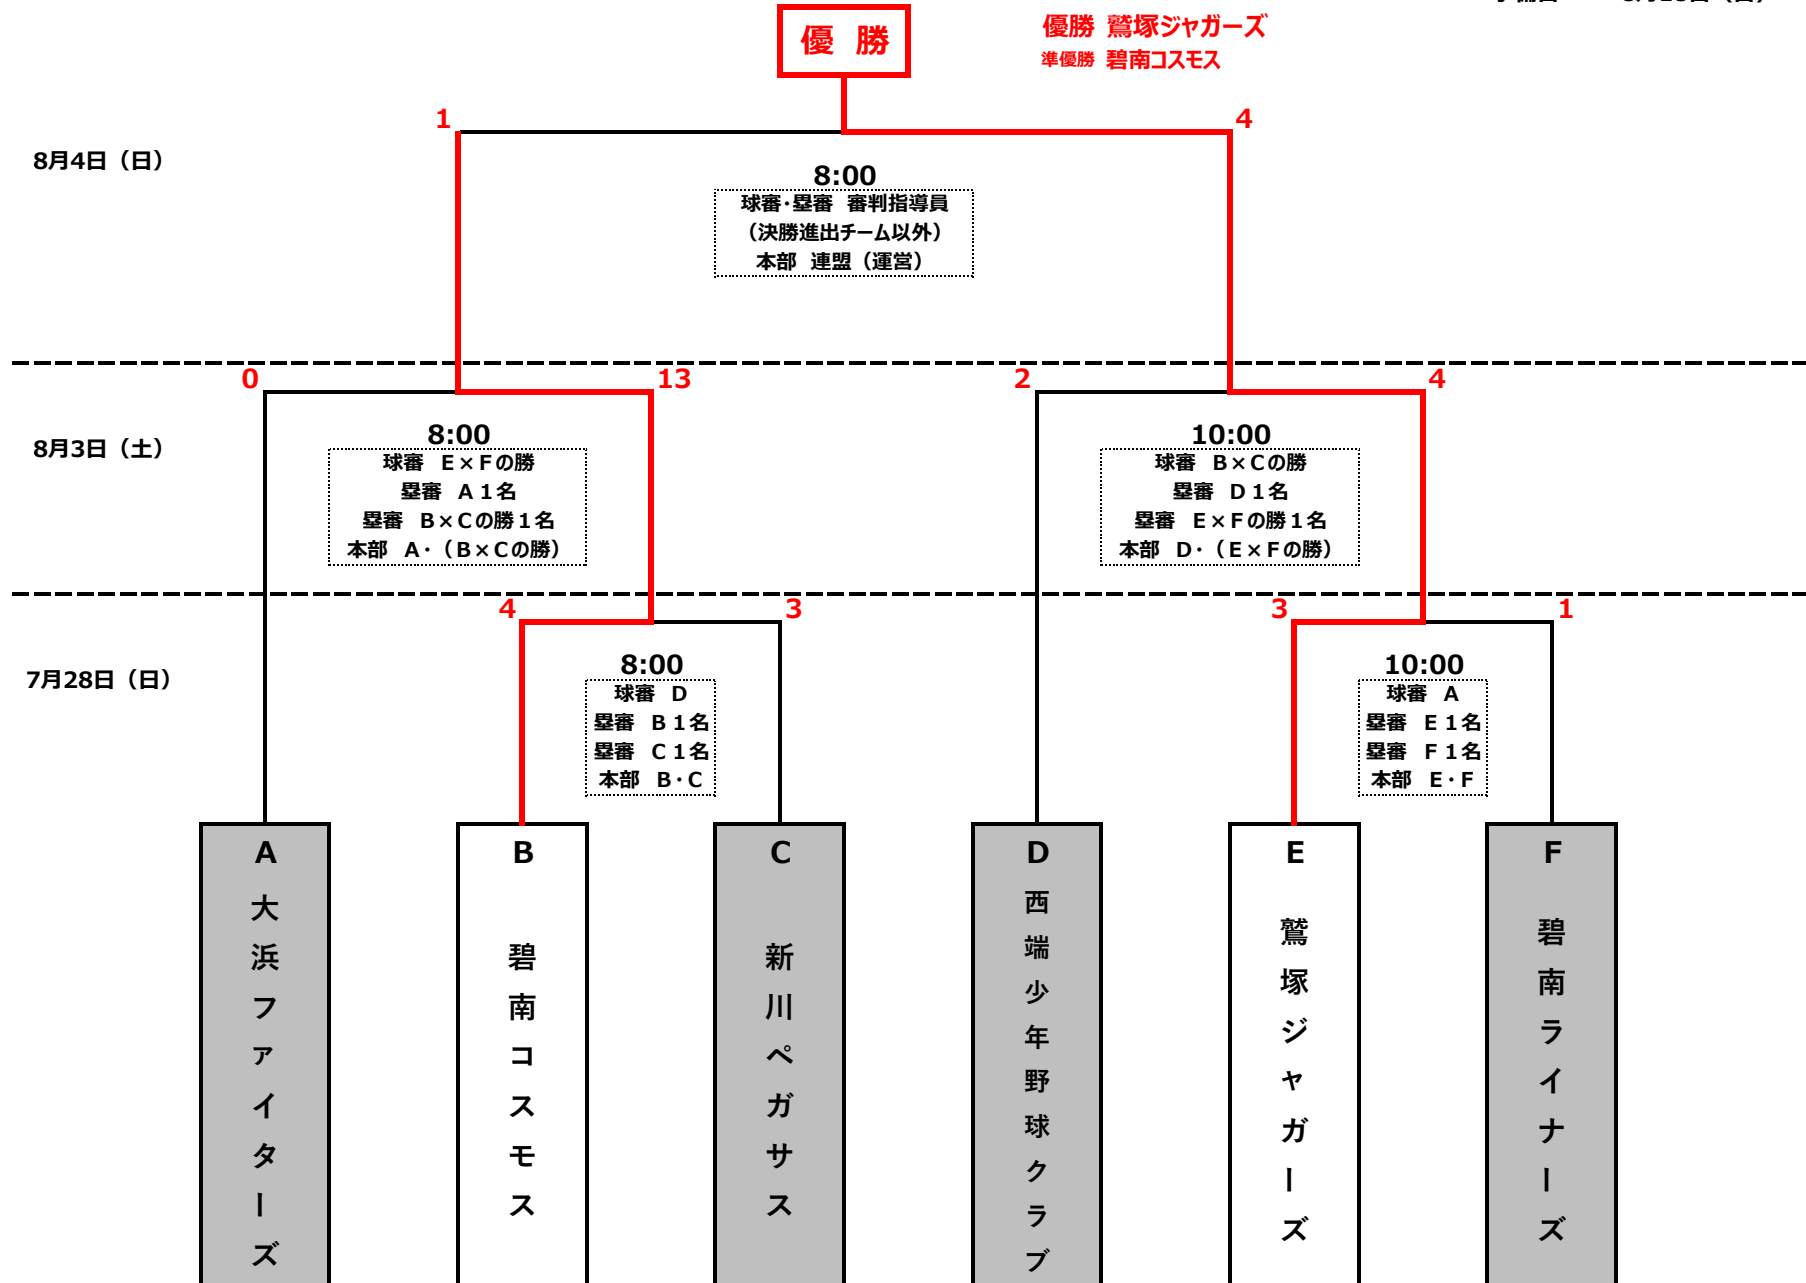 優 勝
優勝 鷲塚ジャガーズ
準優勝 碧南コスモス
1
4
8月4日（日）
8:00
球審・塁審 審判指導員
（決勝進出チーム以外）
本部 連盟（運営）
0
13
2
4
8月3日（土）
8:00
球審 E×Fの勝
塁審 A１名
塁審 B×Cの勝１名
本部 A・（B×Cの勝）
10:00
球審 B×Cの勝
塁審 D１名
塁審 E×Fの勝１名
本部 D・（E×Fの勝）
4
3
3
1
7月28日（日）
8:00
球審 D
塁審 B１名
塁審 C１名
本部 B・C
10:00
球審 A
塁審 E１名
塁審 F１名
本部 E・F
A
大浜ファイターズ
B
碧南コスモス
C
新川ペガサス
D
西端少年野球クラブ
E
鷲塚ジャガーズ
F
碧南ライナーズ